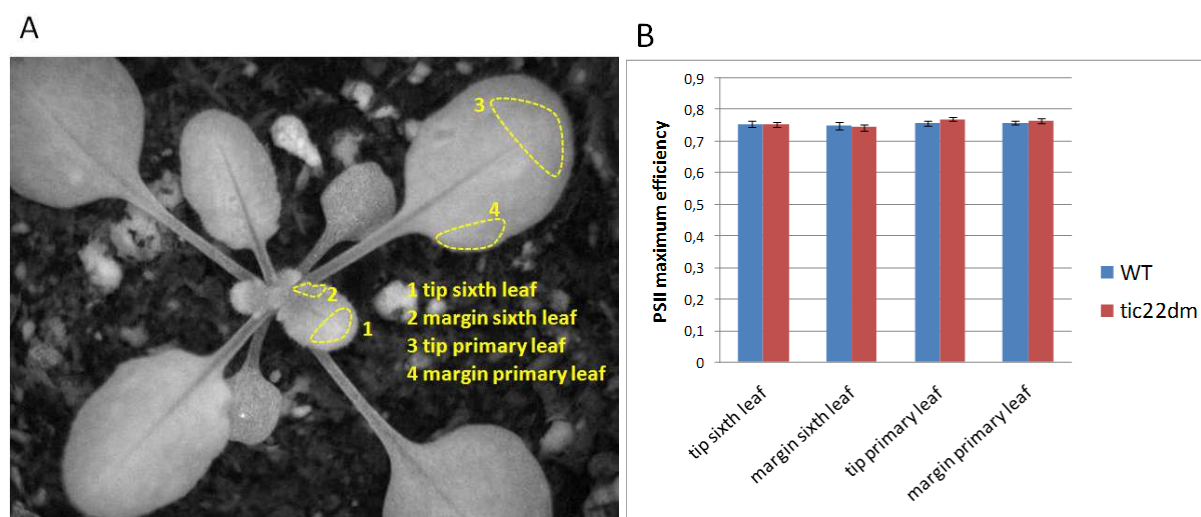 A
3
4
2
1
1 tip sixth leaf
2 margin sixth leaf
3 tip primary leaf
4 margin primary leaf
B
PSII maximum efficiency
0,9
0,8
0,7
0,6
0,5
0,4
0,3
0,2
0,1
0
tip sixth leaf
margin sixth leaf
tip primary leaf
margin primary leaf
WT
tic22dm